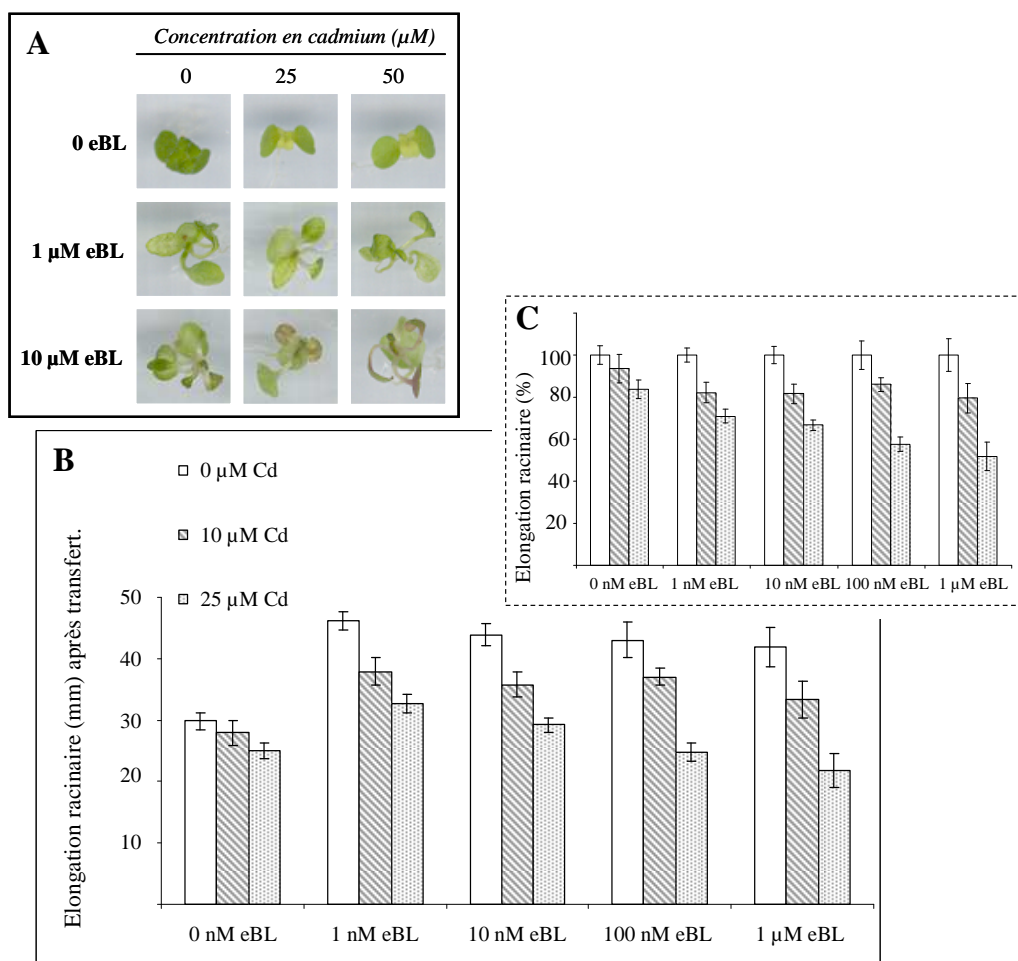 A
Concentration en cadmium (µM)
0 25 50
0 eBL
1 µM eBL
10 µM eBL
C
Elongation racinaire (%)
100
80
60
40
20
0 nM eBL 1 nM eBL 10 nM eBL 100 nM eBL 1 µM eBL
B
0 µM Cd
10 µM Cd
25 µM Cd
Elongation racinaire (mm) après transfert.
50
40
30
20
10
0 nM eBL 1 nM eBL 10 nM eBL 100 nM eBL 1 µM eBL